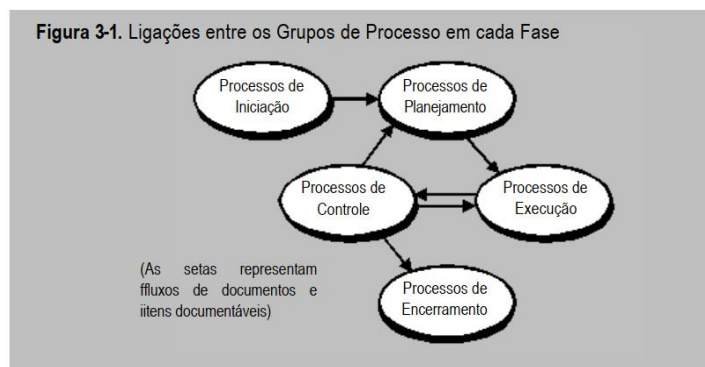 Figura 3-1. Ligações entre os Grupos de Processo em cada Fase
Processos de
Iniciação
Processos de
Planejamento
Processos de
Controle
Processos de
Execução
(As setas representam
ffluxos de documentos e
iitens documentáveis)
Processos de
Encerramento